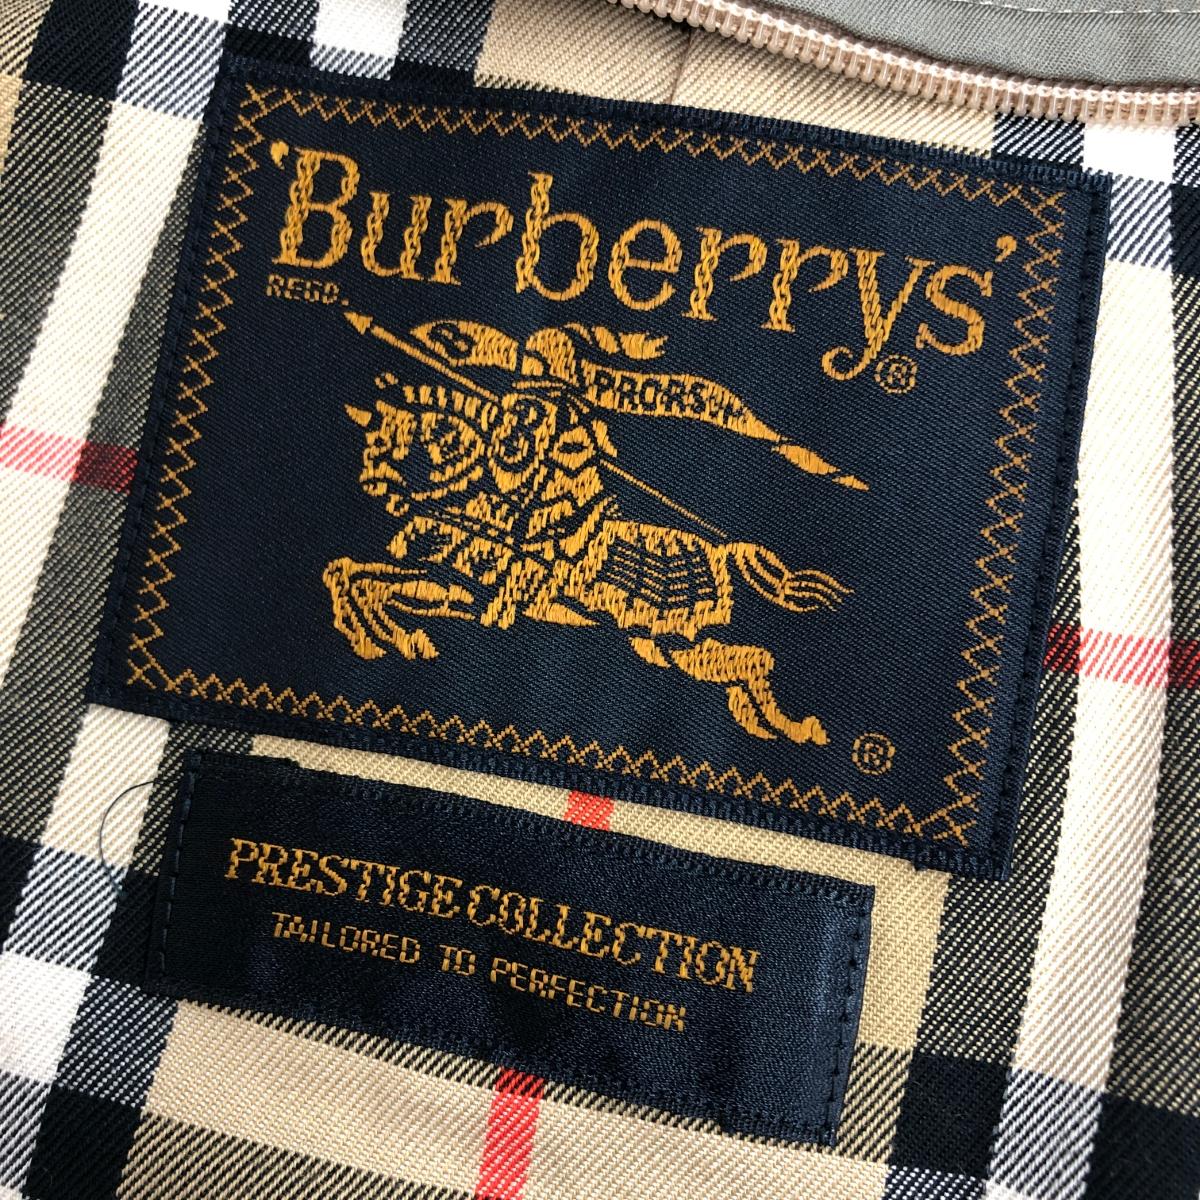 'Burberrys'
REGD.
®
PRORSUM
®
PRESTIGE COLLECTION
TAILORED TO PERFECTION